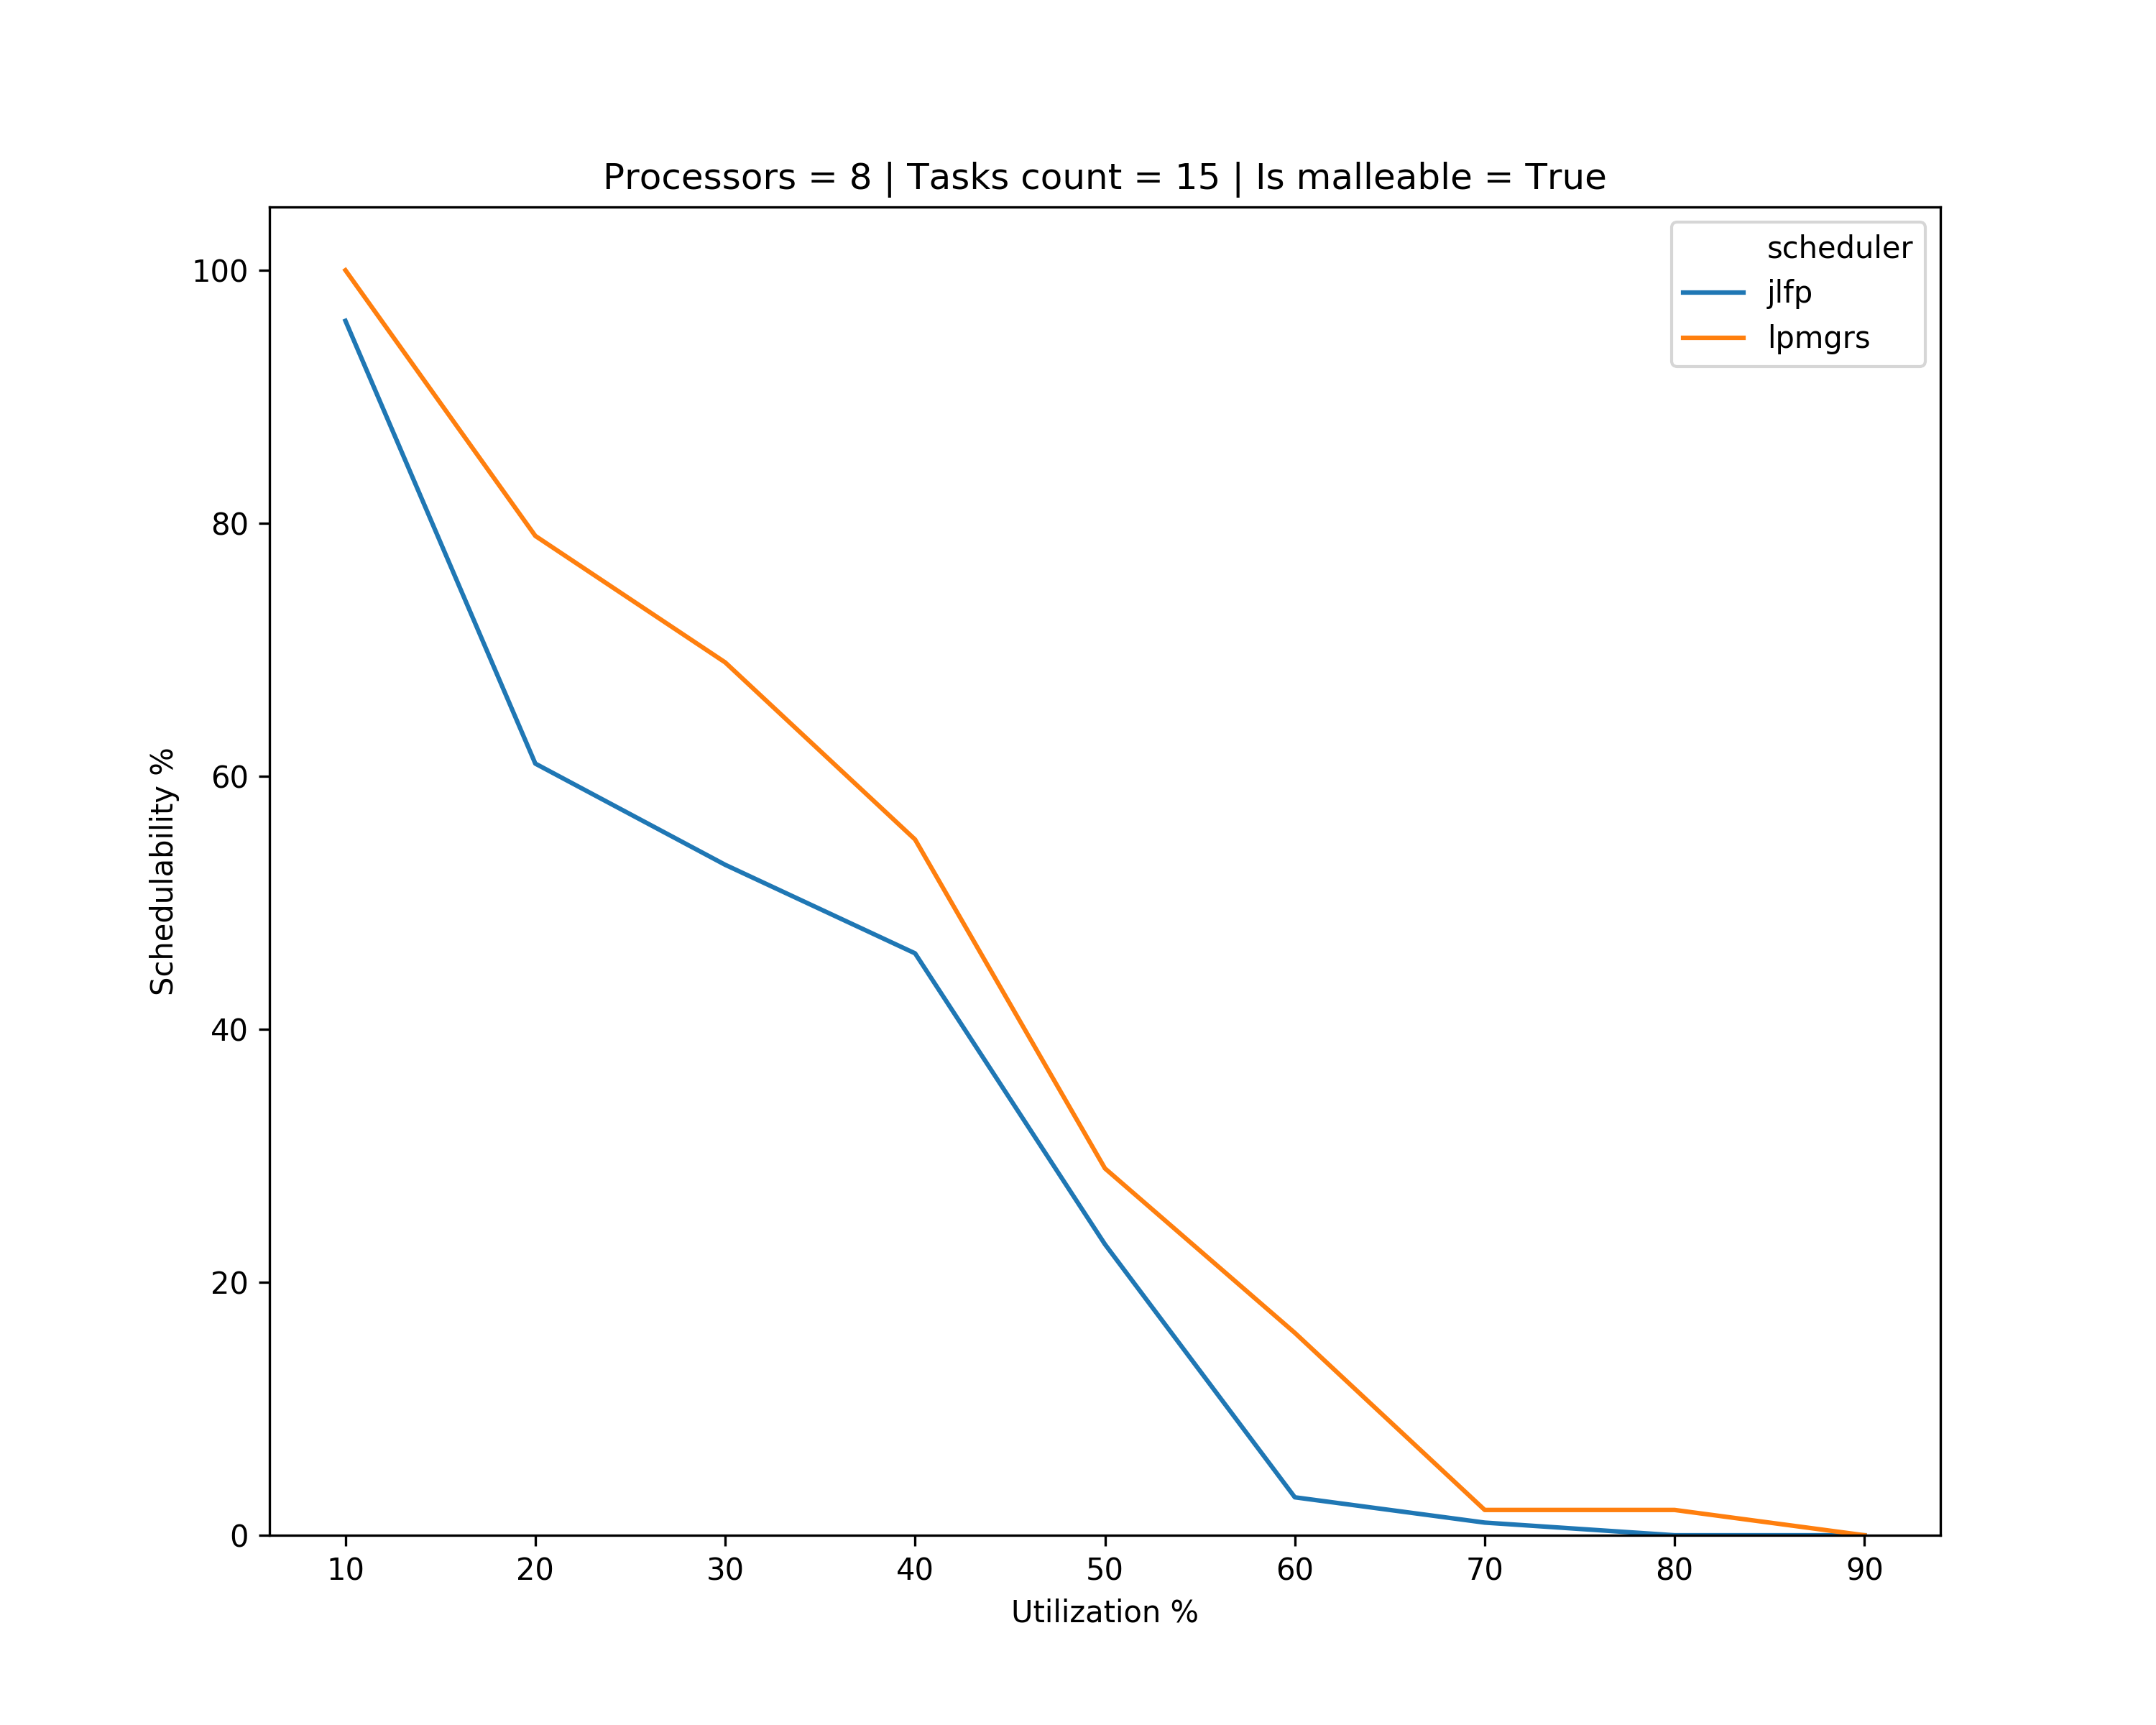 Processors = 8 | Tasks count = 15 | Is malleable = True
scheduler
jlfp
lpmgrs
Schedulability %
100
80
60
40
20
0
10 20 30 40 50 60 70 80 90
Utilization %